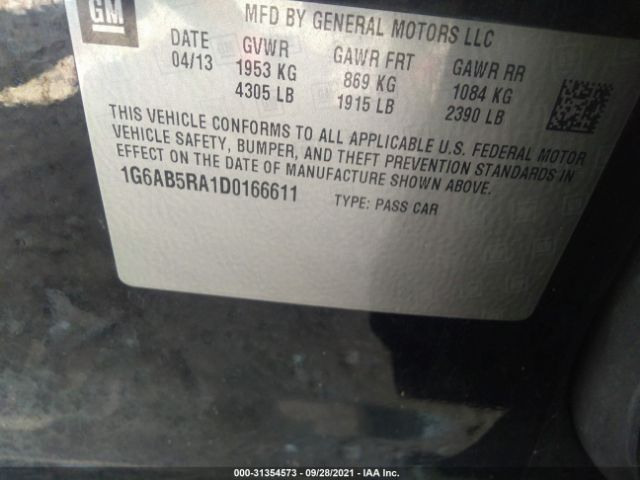 GM
MFD BY GENERAL MOTORS LLC
DATE GVWR GAWR FRT GAWR RR
04/13 1953 KG 869 KG 1084 KG
4305 LB 1915 LB 2390 LB
THIS VEHICLE CONFORMS TO ALL APPLICABLE U.S. FEDERAL MOTOR
VEHICLE SAFETY, BUMPER, AND THEFT PREVENTION STANDARDS IN
EFFECT ON THE DATE OF MANUFACTURE SHOWN ABOVE.
1G6AB5RA1D0166611 TYPE: PASS CAR
000-31354573 - 09/28/2021 - IAA Inc.